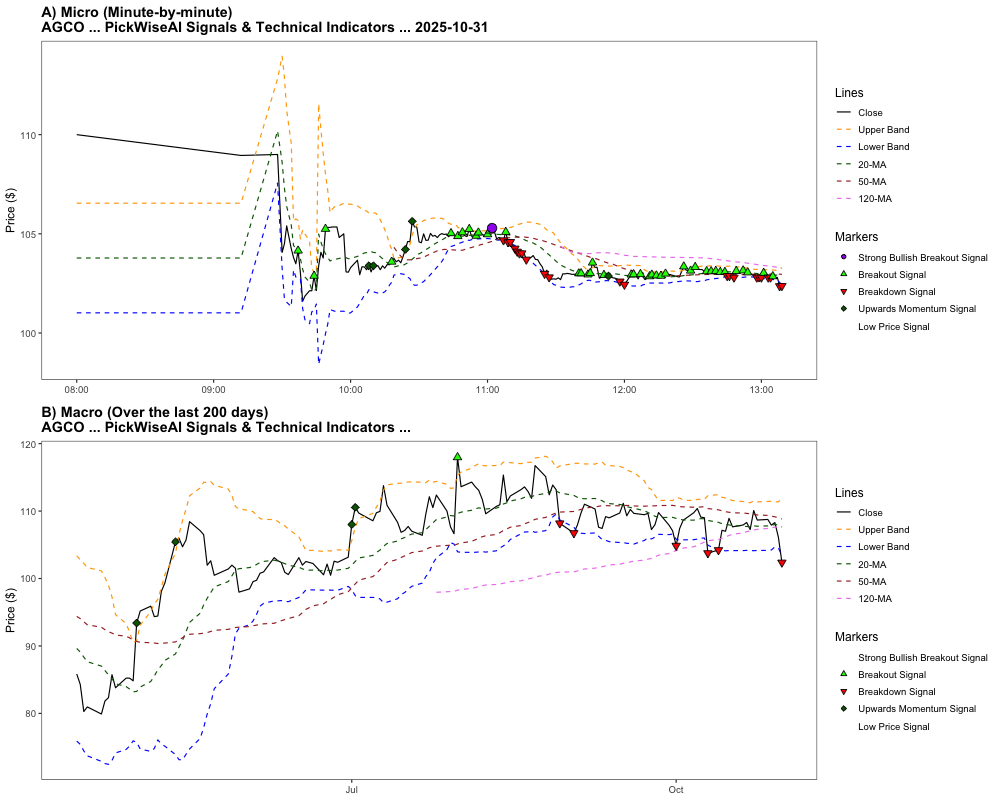 A) Micro (Minute-by-minute)
AGCO ... PickWiseAI Signals & Technical Indicators ... 2025-10-31
Price ($)
110
105
100
08:00
09:00
10:00
11:00
12:00
13:00
Lines
Close
Upper Band
Lower Band
20-MA
50-MA
120-MA
Markers
Strong Bullish Breakout Signal
Breakout Signal
Breakdown Signal
Upwards Momentum Signal
Low Price Signal
B) Macro (Over the last 200 days)
AGCO ... PickWiseAI Signals & Technical Indicators ...
Price ($)
120
110
100
90
80
Jul
Oct
Lines
Close
Upper Band
Lower Band
20-MA
50-MA
120-MA
Markers
Strong Bullish Breakout Signal
Breakout Signal
Breakdown Signal
Upwards Momentum Signal
Low Price Signal